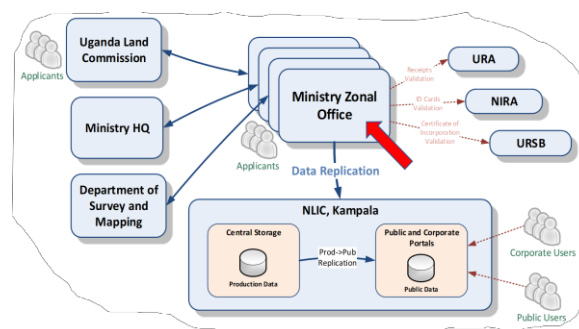 Uganda Land
Commission
Applicants
Ministry HQ
Department of
Survey and
Mapping
Ministry Zonal
Office
Applicants
Receipts
Validation
URA
ID Cards
Validation
NIRA
Certificate of
Incorporation
Validation
URSB
Data Replication
NLIC, Kampala
Central Storage
Production Data
Prod->Pub
Replication
Public and Corporate
Portals
Public Data
Corporate Users
Public Users